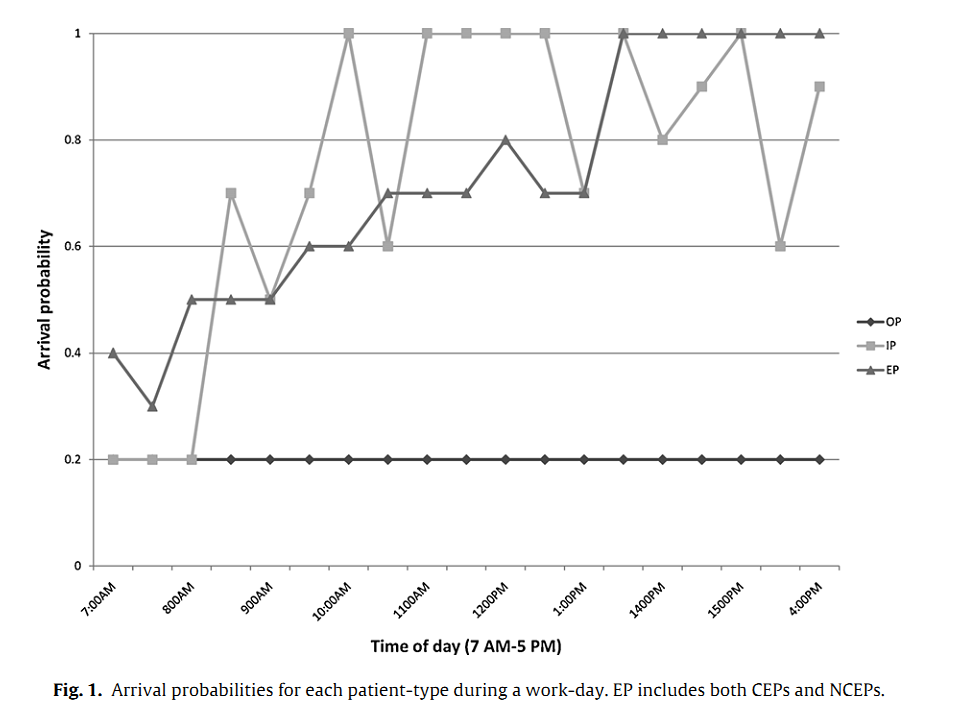 1
0.8
0.6
0.4
0.2
0
Arrival probability
7:00AM
800AM
900AM
10:00AM
1100AM
1200PM
1:00PM
1400PM
1500PM
4:00PM
Time of day (7 AM-5 PM)
OP
IP
EP
Fig. 1. Arrival probabilities for each patient-type during a work-day. EP includes both CEPs and NCEPs.